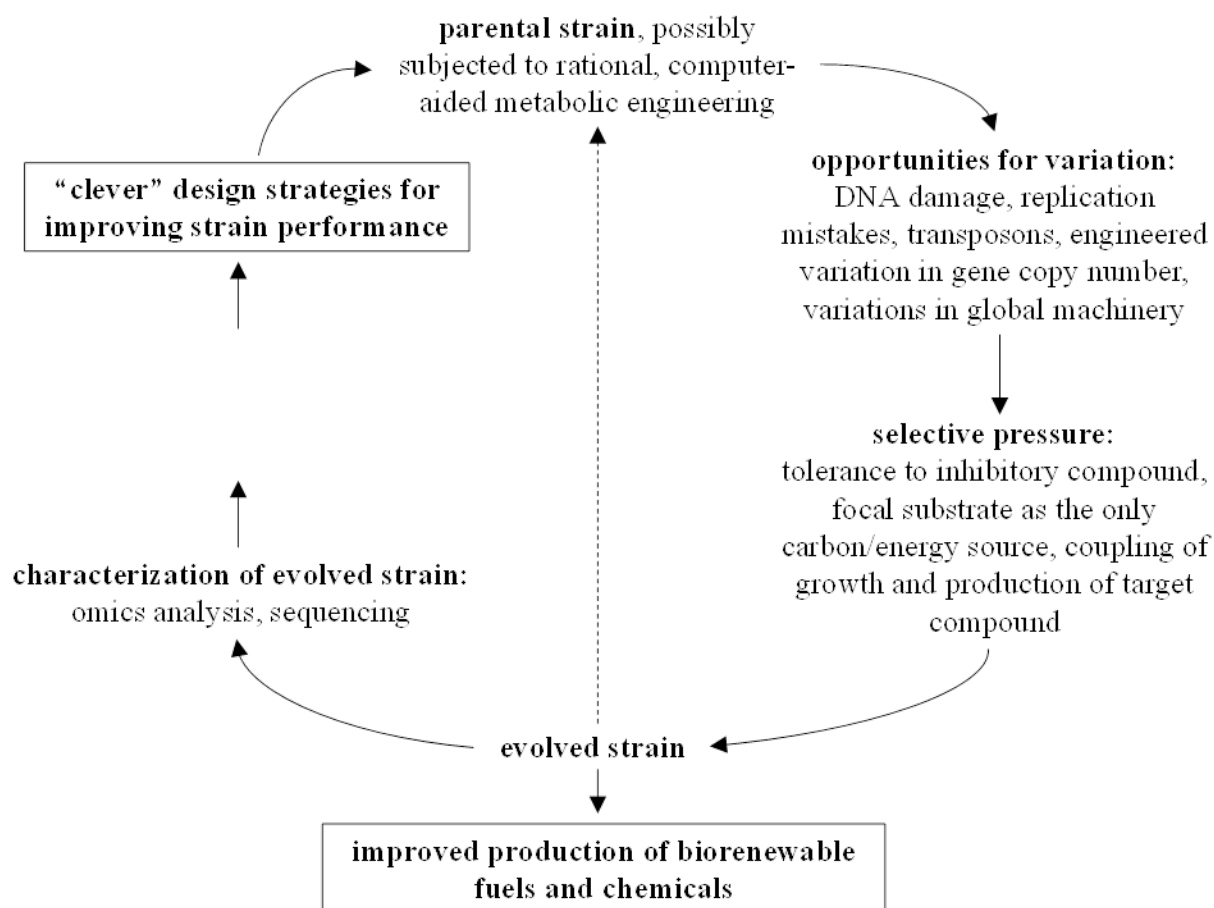 parental strain, possibly
subjected to rational, computer-
aided metabolic engineering
opportunities for variation:
DNA damage, replication
mistakes, transposons, engineered
variation in gene copy number,
variations in global machinery
selective pressure:
tolerance to inhibitory compound,
focal substrate as the only
carbon/energy source, coupling of
growth and production of target
compound
evolved strain
improved production of biorenewable
fuels and chemicals
characterization of evolved strain:
omics analysis, sequencing
“clever” design strategies for
improving strain performance